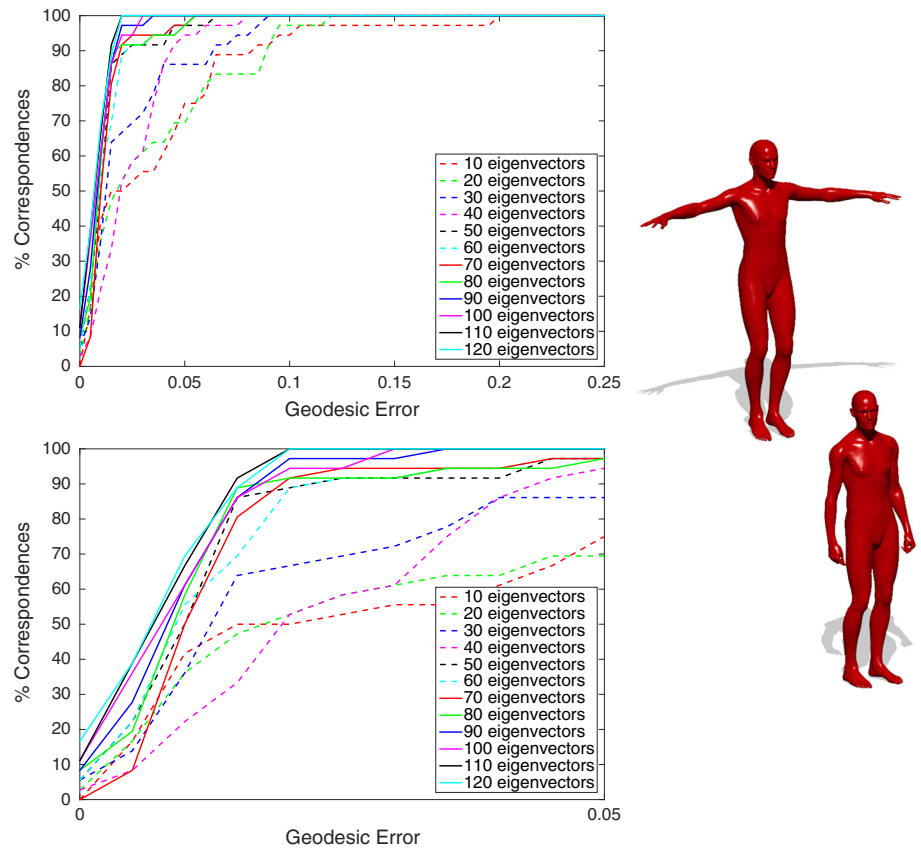 100
90
80
70
60
50
40
30
20
10
0
% Correspondences
10 eigenvectors
20 eigenvectors
30 eigenvectors
40 eigenvectors
50 eigenvectors
60 eigenvectors
70 eigenvectors
80 eigenvectors
90 eigenvectors
100 eigenvectors
110 eigenvectors
120 eigenvectors
0 0.05 0.1 0.15 0.2 0.25
Geodesic Error
100
90
80
70
60
50
40
30
20
10
0
% Correspondences
10 eigenvectors
20 eigenvectors
30 eigenvectors
40 eigenvectors
50 eigenvectors
60 eigenvectors
70 eigenvectors
80 eigenvectors
90 eigenvectors
100 eigenvectors
110 eigenvectors
120 eigenvectors
0 0.05
Geodesic Error